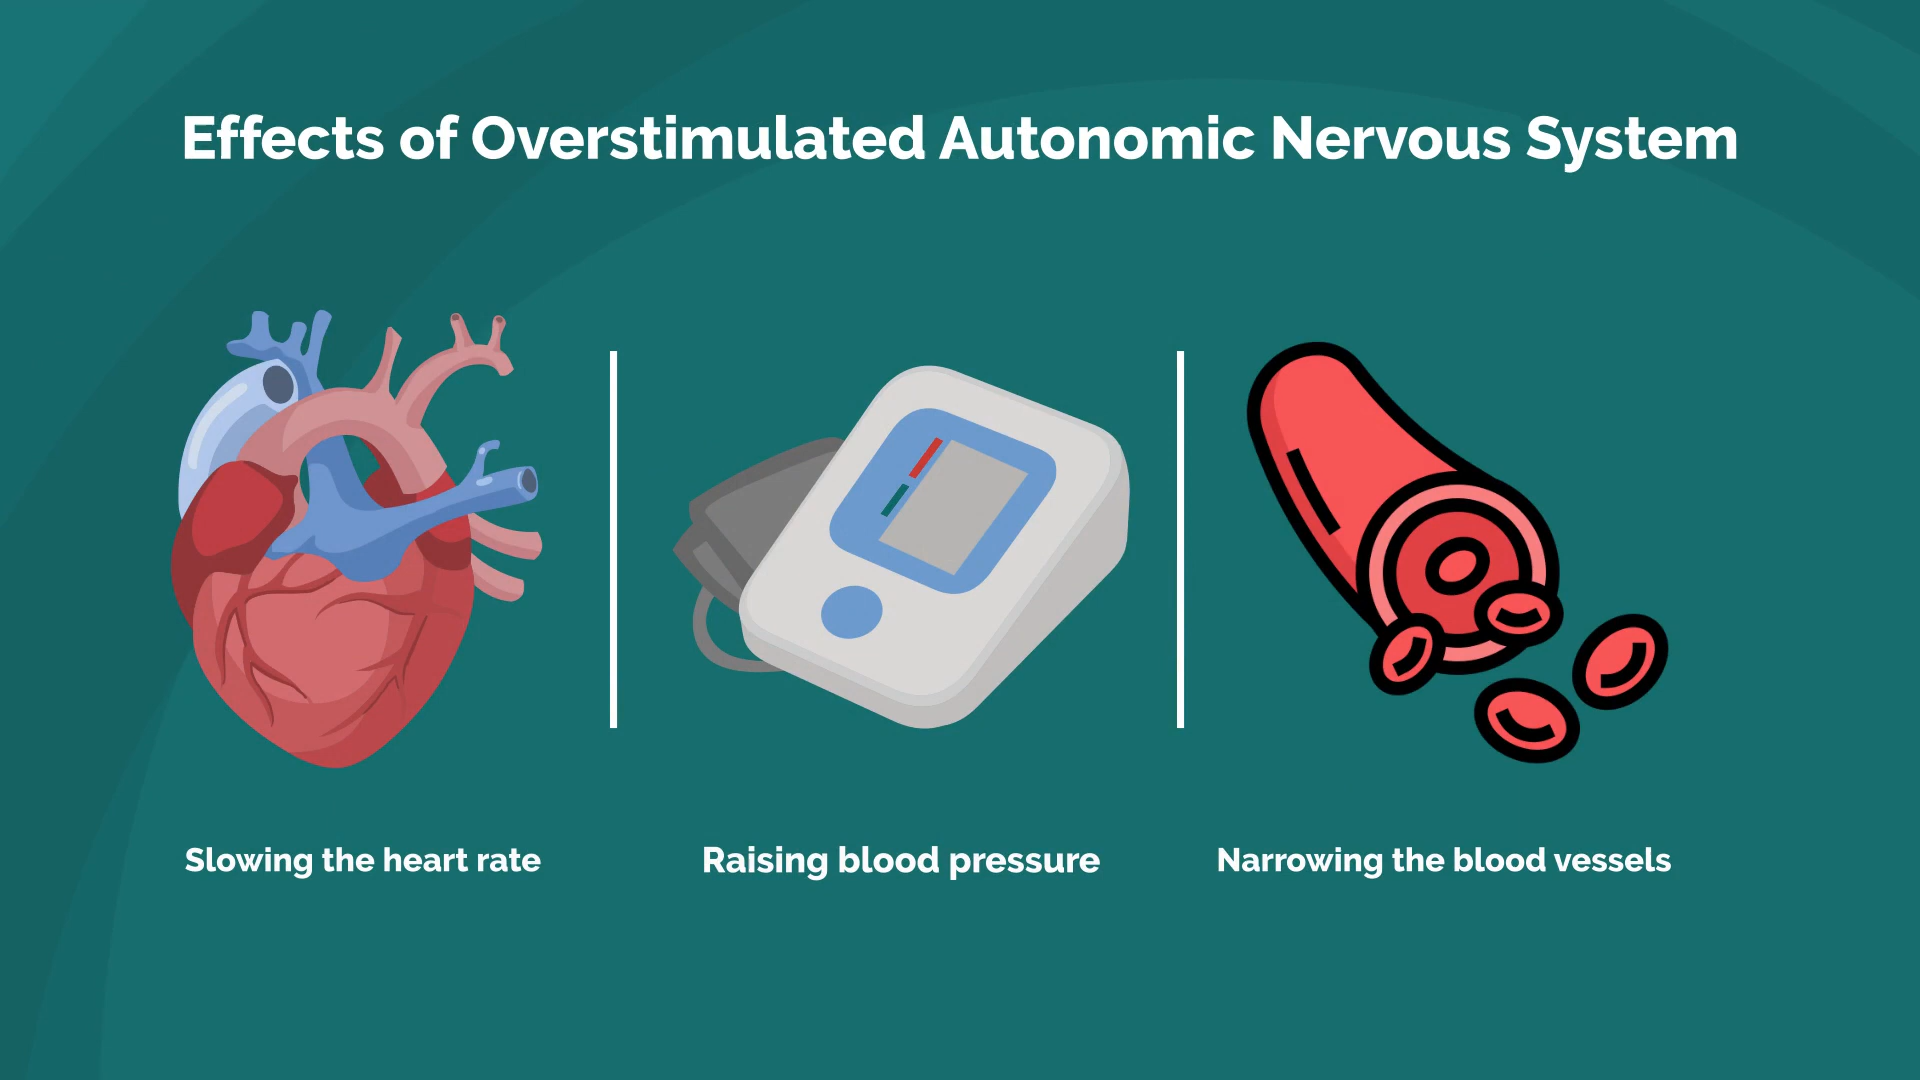 Effects of Overstimulated Autonomic Nervous System
Slowing the heart rate
Raising blood pressure
Narrowing the blood vessels